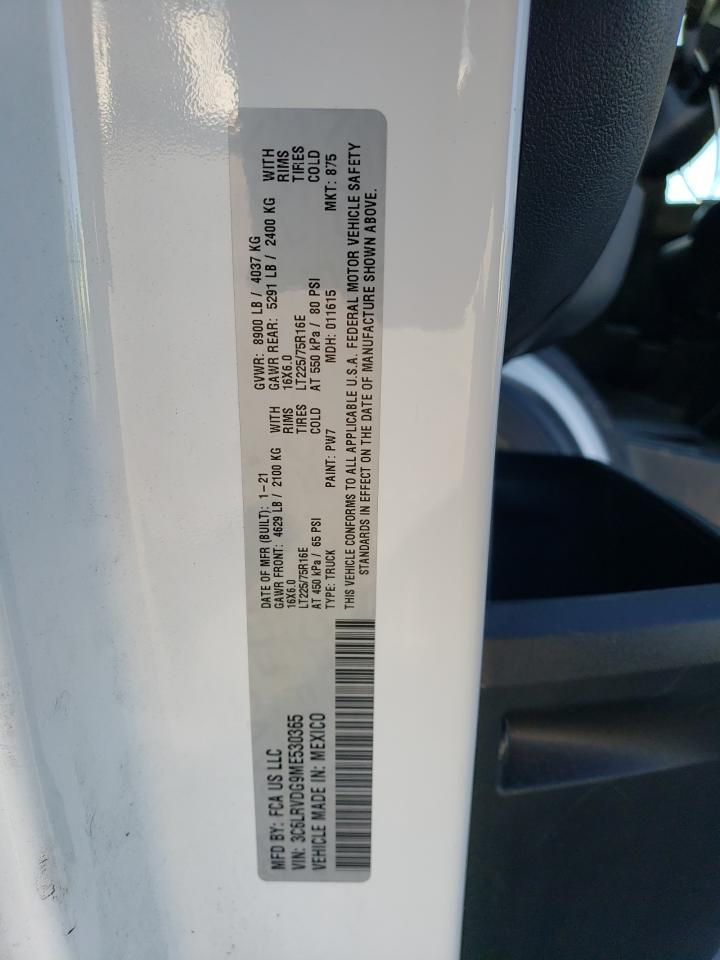 MFD BY: FCA US LLC
VIN: 3C6LRVDG9ME530365
VEHICLE MADE IN: MEXICO
DATE OF MFR (BUILT): 1-21 GVWR: 8900 LB / 4037 KG
GAWR FRONT: 4629 LB / 2100 KG WITH GAWR REAR: 5291 LB / 2400 KG WITH
16X6.0 RIMS 16X6.0 RIMS
LT225/75R16E TIRES LT225/75R16E TIRES
AT 450 kPa / 65 PSI COLD AT 550 kPa / 80 PSI COLD
TYPE: TRUCK PAINT: PW7 MDH: 011615 MKT: 875
THIS VEHICLE CONFORMS TO ALL APPLICABLE U.S.A. FEDERAL MOTOR VEHICLE SAFETY
STANDARDS IN EFFECT ON THE DATE OF MANUFACTURE SHOWN ABOVE.